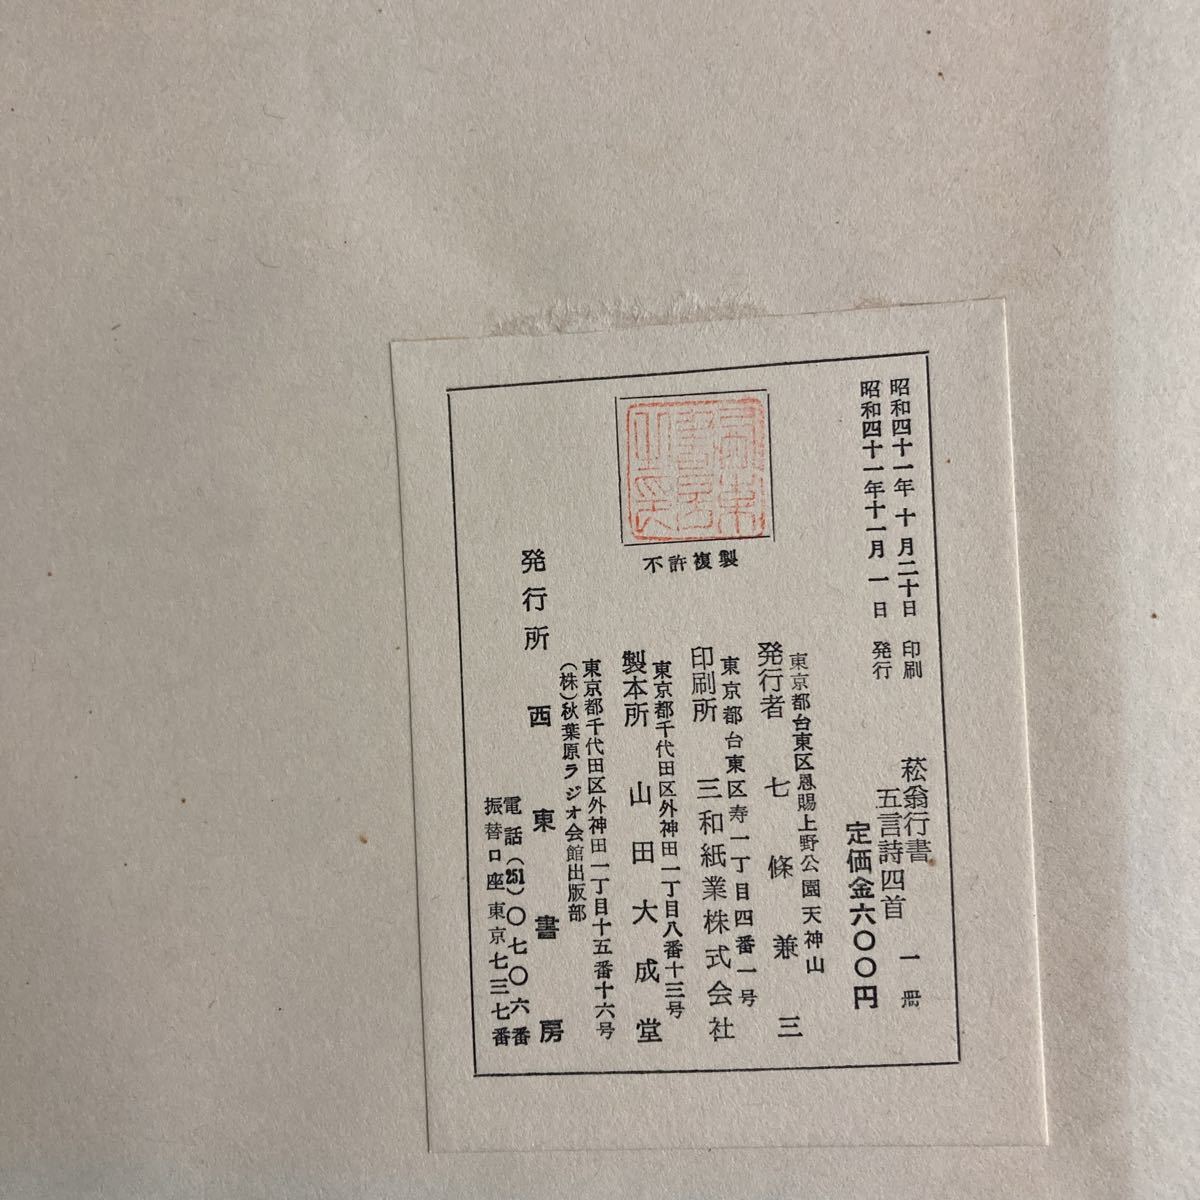 昭和四十一年十月二十日 印刷
昭和四十一年十一月一日 発行
菘翁行書
五言詩四首 一冊
定価金六〇〇円
東京都台東区恩賜上野公園天神山
発行者 七條兼三
東京都台東区寿一丁目四番一号
印刷所 三和紙業株式会社
東京都千代田区外神田一丁目八番十三号
製本所 山田大成堂
不許複製
東京都千代田区外神田一丁目十五番十六号
(株)秋葉原ラジオ会館出版部
発行所 西東書房
電話(251)〇七〇六番
振替口座東京七三七番